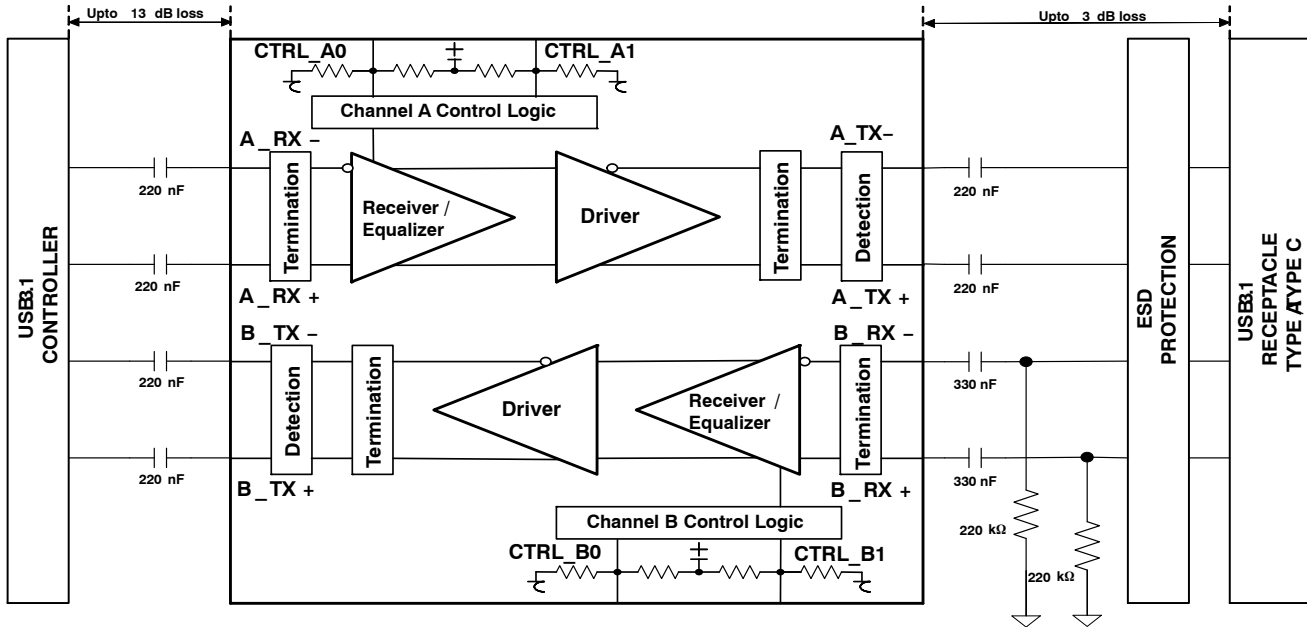 Upto 13 dB loss
Upto 3 dB loss
CTRL_A0
CTRL_A1
Channel A Control Logic
A_RX −
A_TX−
220 nF
Termination
Receiver / Equalizer
Driver
Termination
Detection
220 nF
220 nF
A_RX +
A_TX +
220 nF
USB3.1 CONTROLLER
ESD PROTECTION
USB3.1 RECEPTACLE TYPE ATYPE C
B_TX −
B_RX −
220 nF
Detection
Termination
Driver
Receiver / Equalizer
Termination
330 nF
220 nF
B_TX +
B_RX +
330 nF
Channel B Control Logic
CTRL_B0
CTRL_B1
220 kΩ
220 kΩ